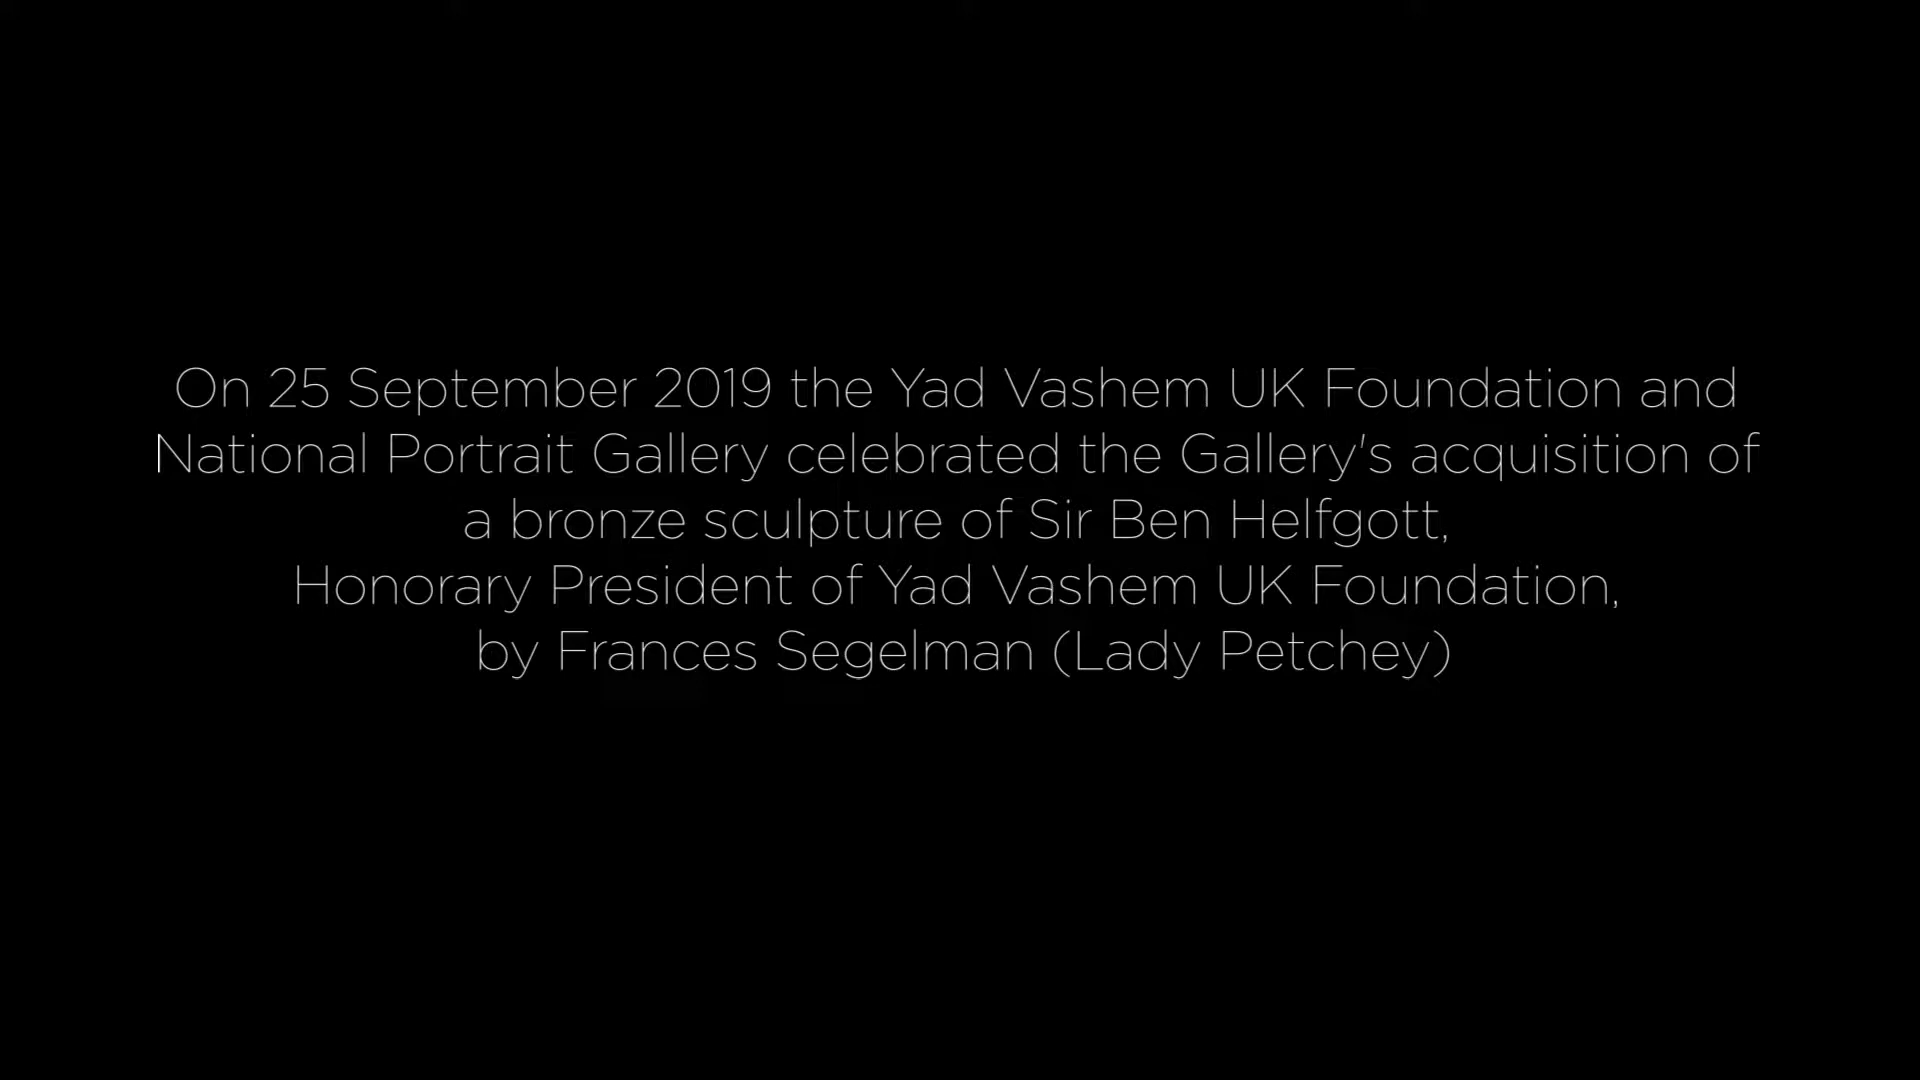 On 25 September 2019 the Yad Vashem UK Foundation and
National Portrait Gallery celebrated the Gallery's acquisition of
a bronze sculpture of Sir Ben Helfgott,
Honorary President of Yad Vashem UK Foundation,
by Frances Segelman (Lady Petchey)